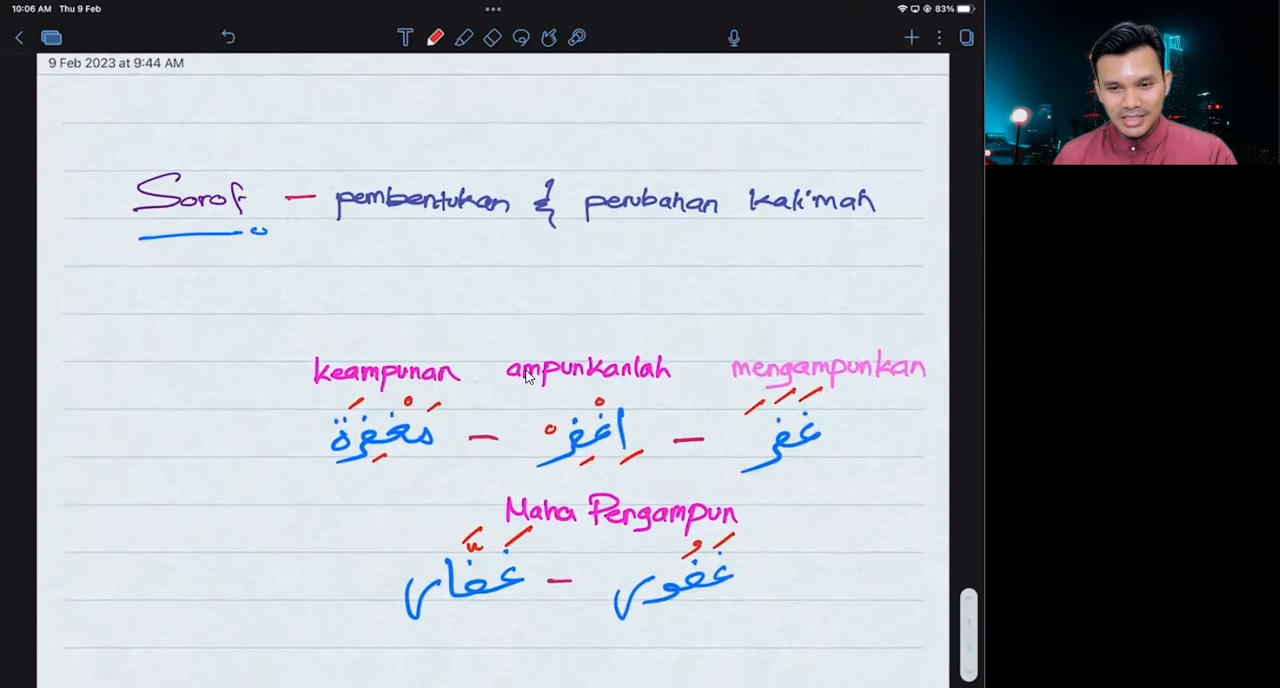 10:06 AM Thu 9 Feb
83%
9 Feb 2023 at 9:44 AM
Sorof — pembentukan & perubahan kalimah
keampunan ampunkanlah mengampunkan
غَفَرَ — اِغْفِرْ — مَغْفِرَة
Maha Pengampun
غَفُور — غَفَّار